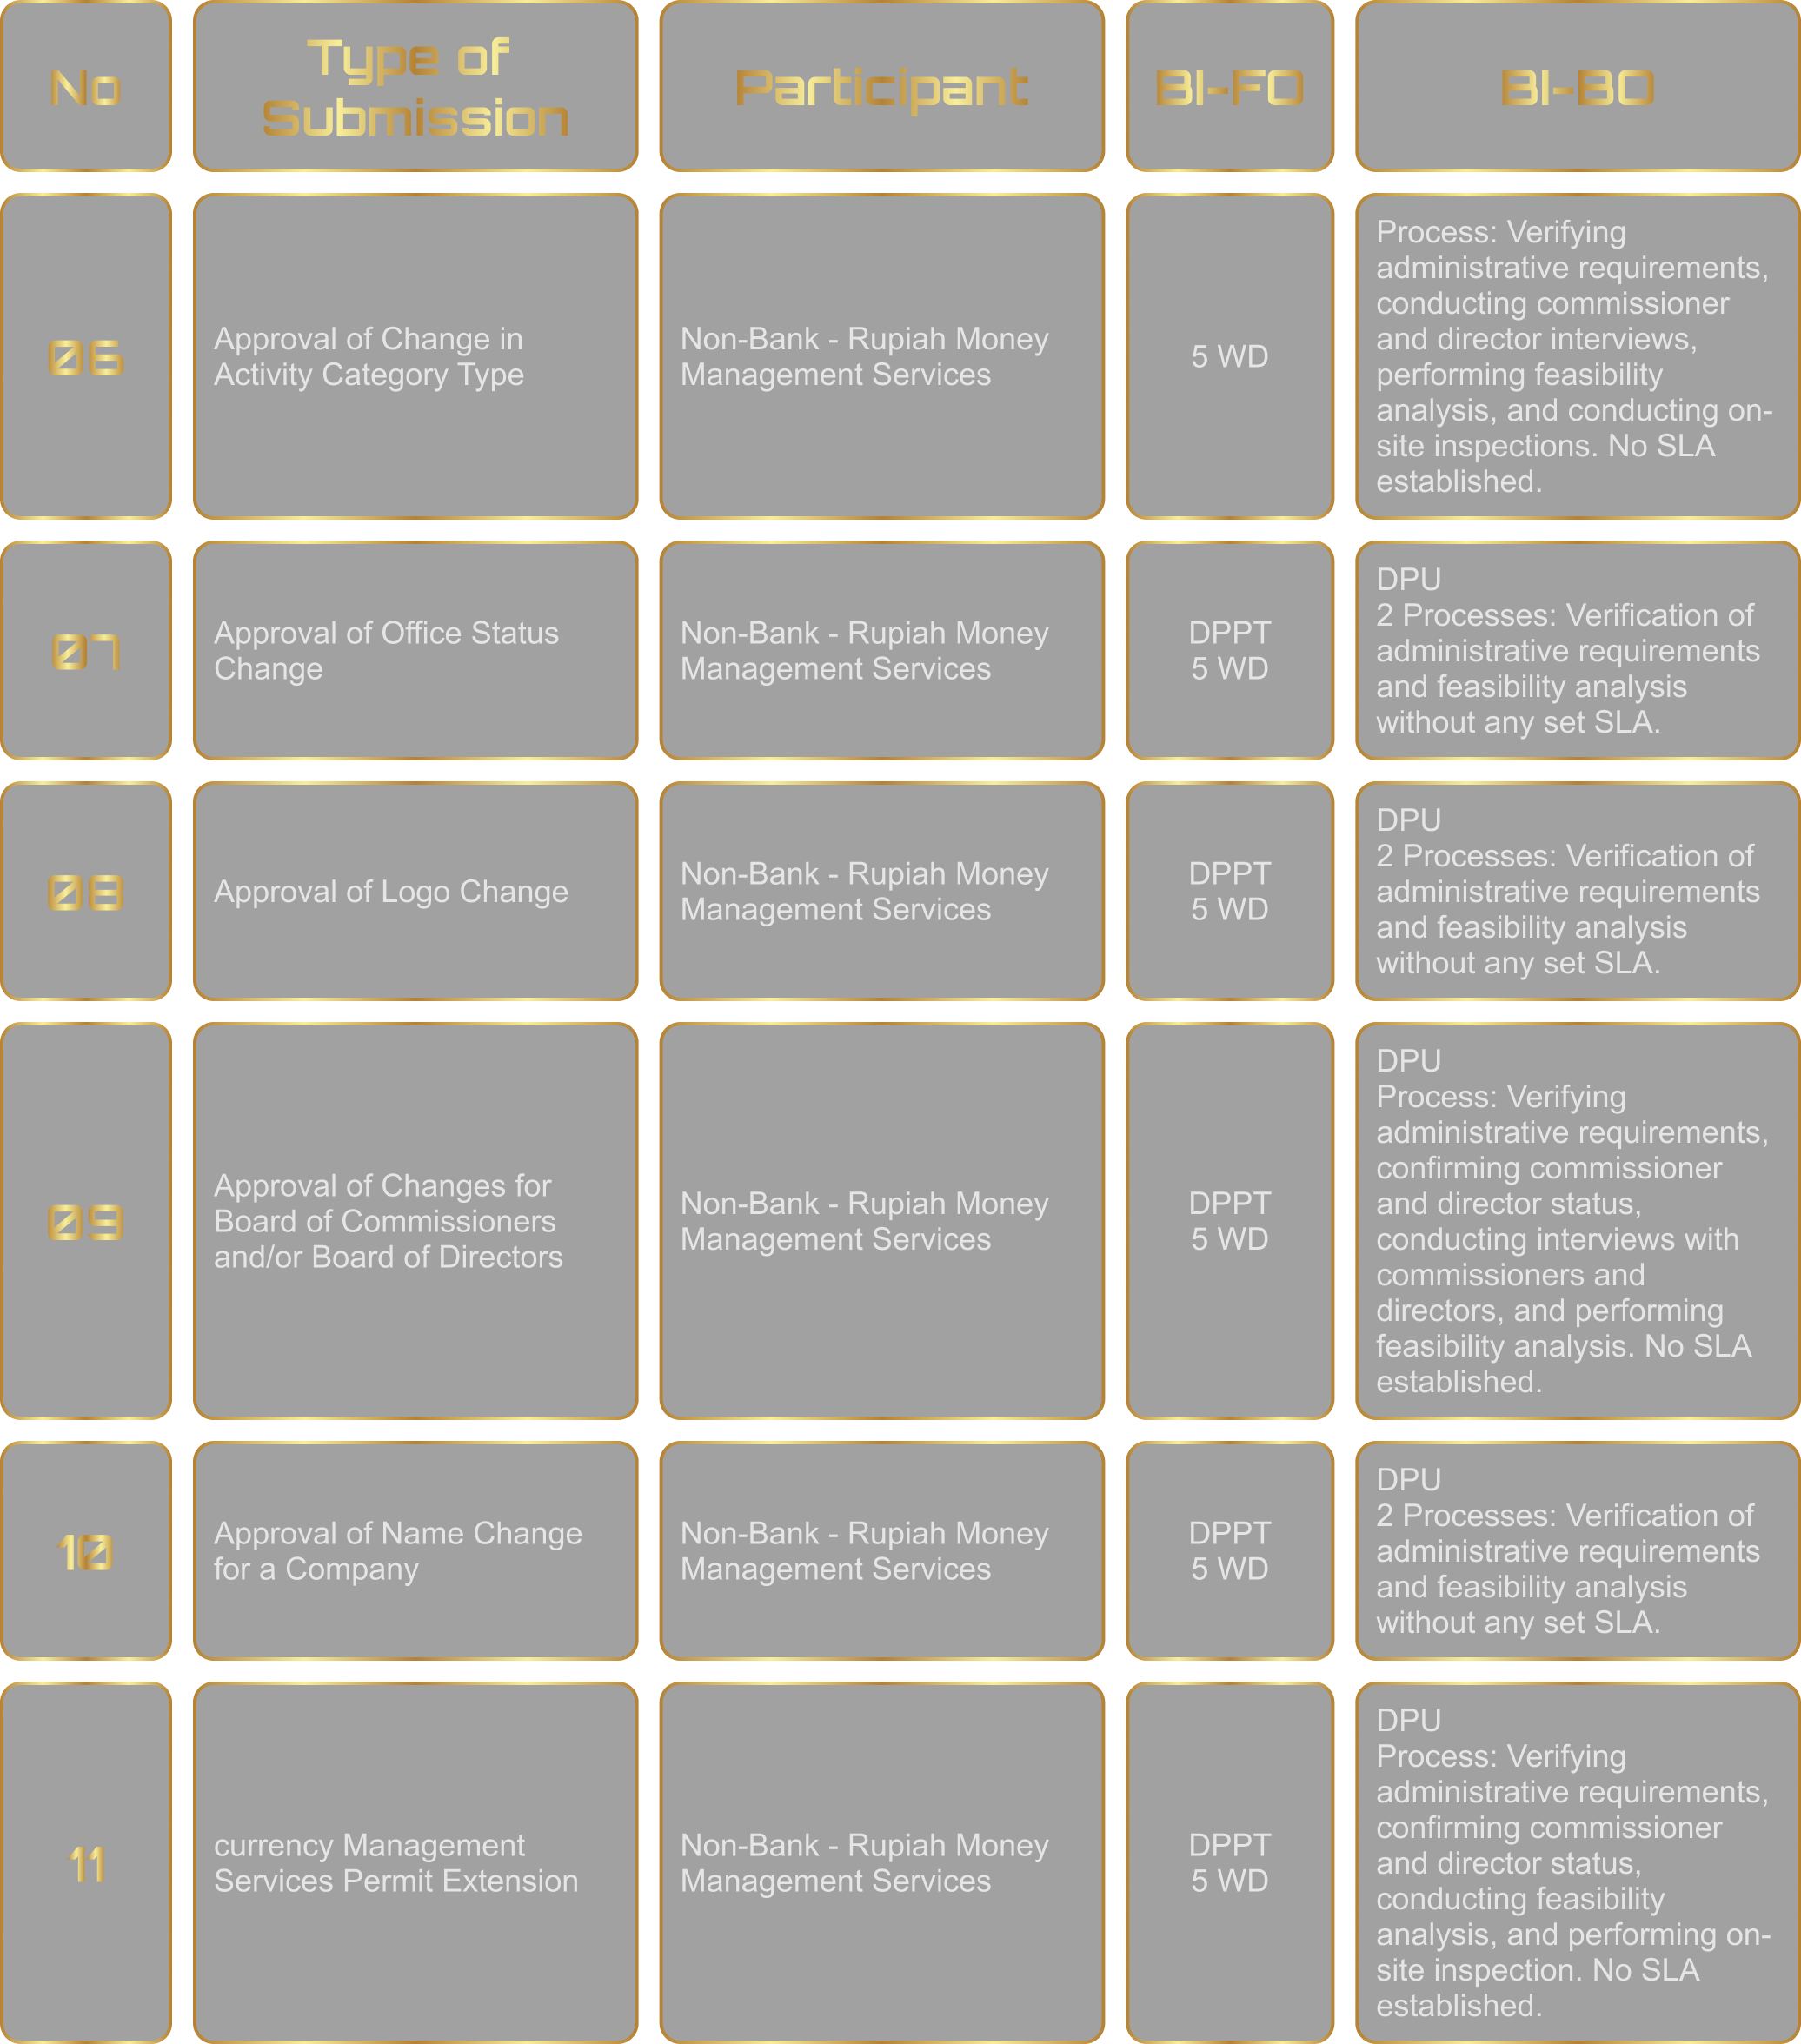 No
Type of
Submission
Participant
BI-FO
BI-BO
06
Approval of Change in
Activity Category Type
Non-Bank - Rupiah Money
Management Services
5 WD
Process: Verifying
administrative requirements,
conducting commissioner
and director interviews,
performing feasibility
analysis, and conducting on-
site inspections. No SLA
established.
07
Approval of Office Status
Change
Non-Bank - Rupiah Money
Management Services
DPPT
5 WD
DPU
2 Processes: Verification of
administrative requirements
and feasibility analysis
without any set SLA.
08
Approval of Logo Change
Non-Bank - Rupiah Money
Management Services
DPPT
5 WD
DPU
2 Processes: Verification of
administrative requirements
and feasibility analysis
without any set SLA.
09
Approval of Changes for
Board of Commissioners
and/or Board of Directors
Non-Bank - Rupiah Money
Management Services
DPPT
5 WD
DPU
Process: Verifying
administrative requirements,
confirming commissioner
and director status,
conducting interviews with
commissioners and
directors, and performing
feasibility analysis. No SLA
established.
10
Approval of Name Change
for a Company
Non-Bank - Rupiah Money
Management Services
DPPT
5 WD
DPU
2 Processes: Verification of
administrative requirements
and feasibility analysis
without any set SLA.
11
currency Management
Services Permit Extension
Non-Bank - Rupiah Money
Management Services
DPPT
5 WD
DPU
Process: Verifying
administrative requirements,
confirming commissioner
and director status,
conducting feasibility
analysis, and performing on-
site inspection. No SLA
established.